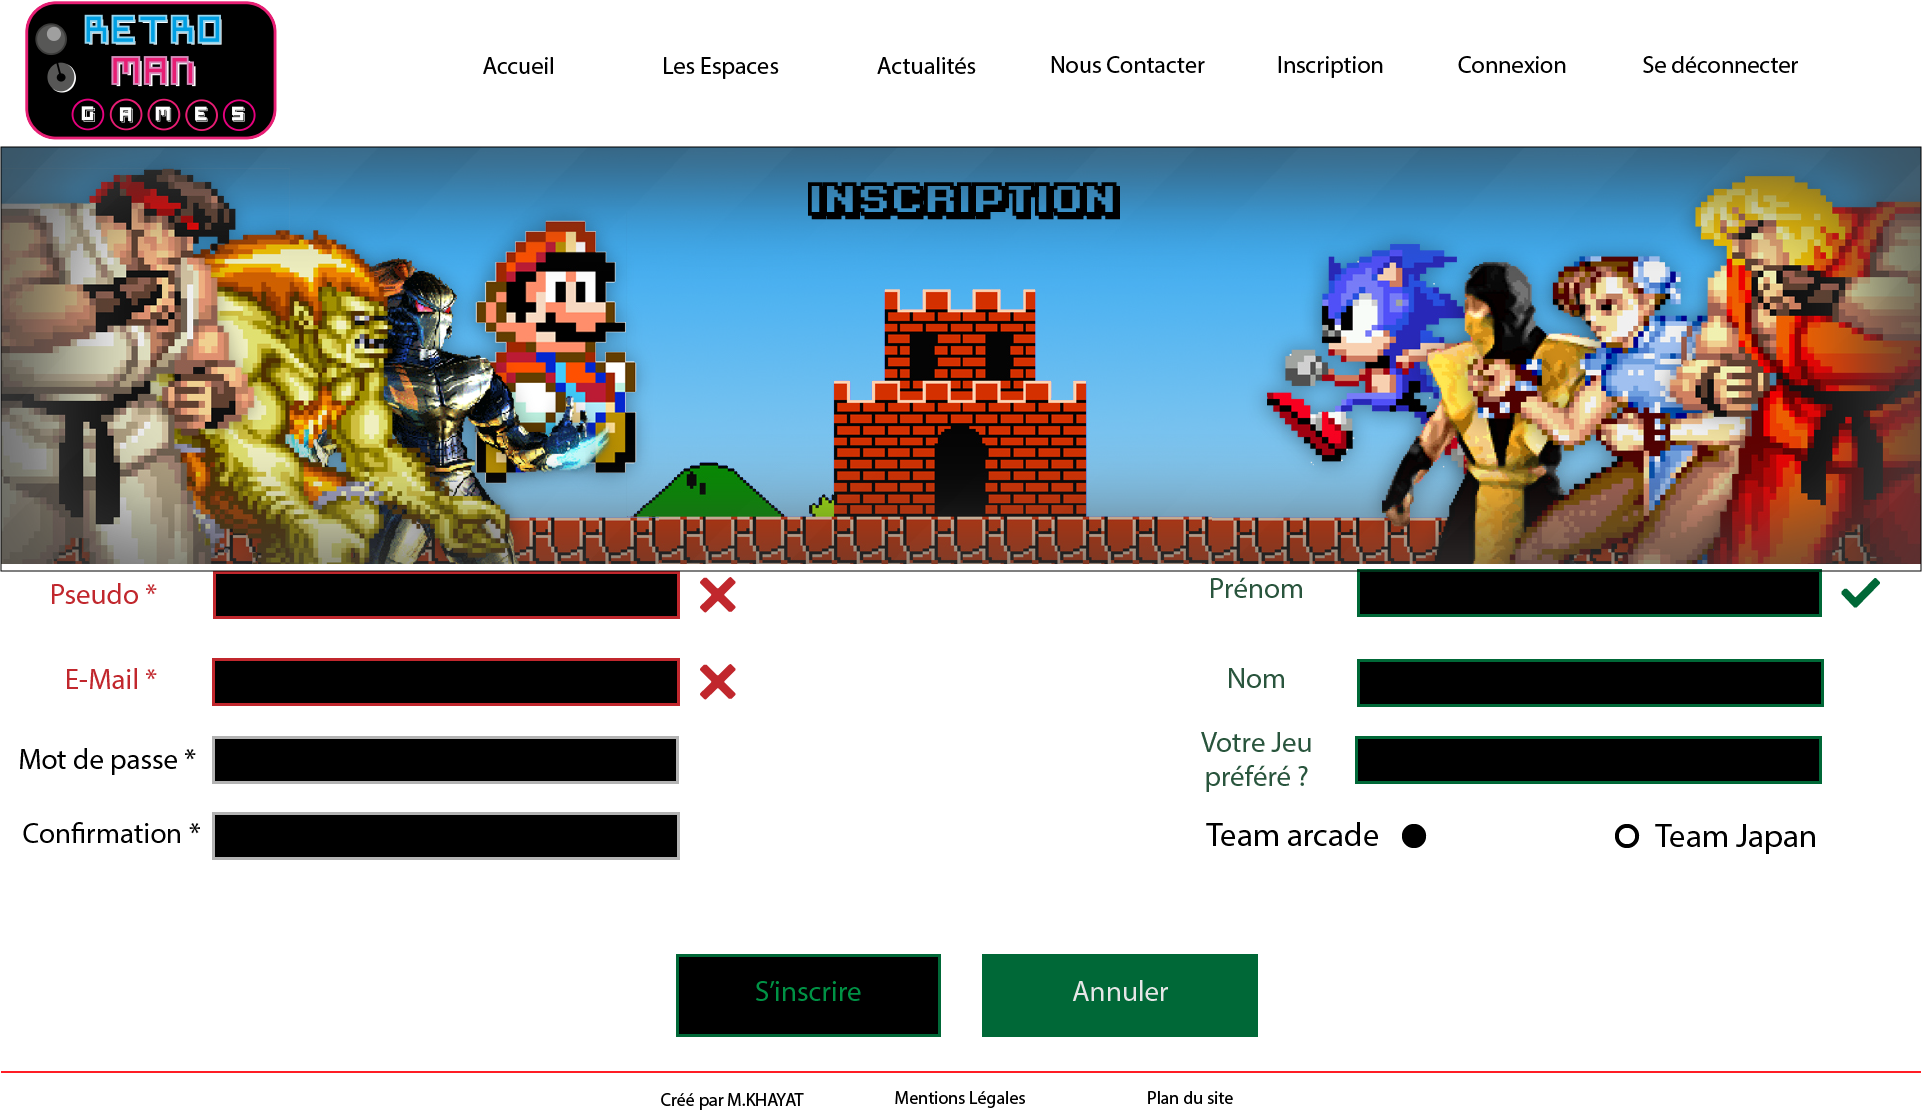 RETRO
MAN
GAMES
Accueil
Les Espaces
Actualités
Nous Contacter
Inscription
Connexion
Se déconnecter
INSCRIPTION
Pseudo *
Prénom
E-Mail *
Nom
Mot de passe *
Votre Jeu
préféré ?
Confirmation *
Team arcade
Team Japan
S’inscrire
Annuler
Créé par M.KHAYAT
Mentions Légales
Plan du site